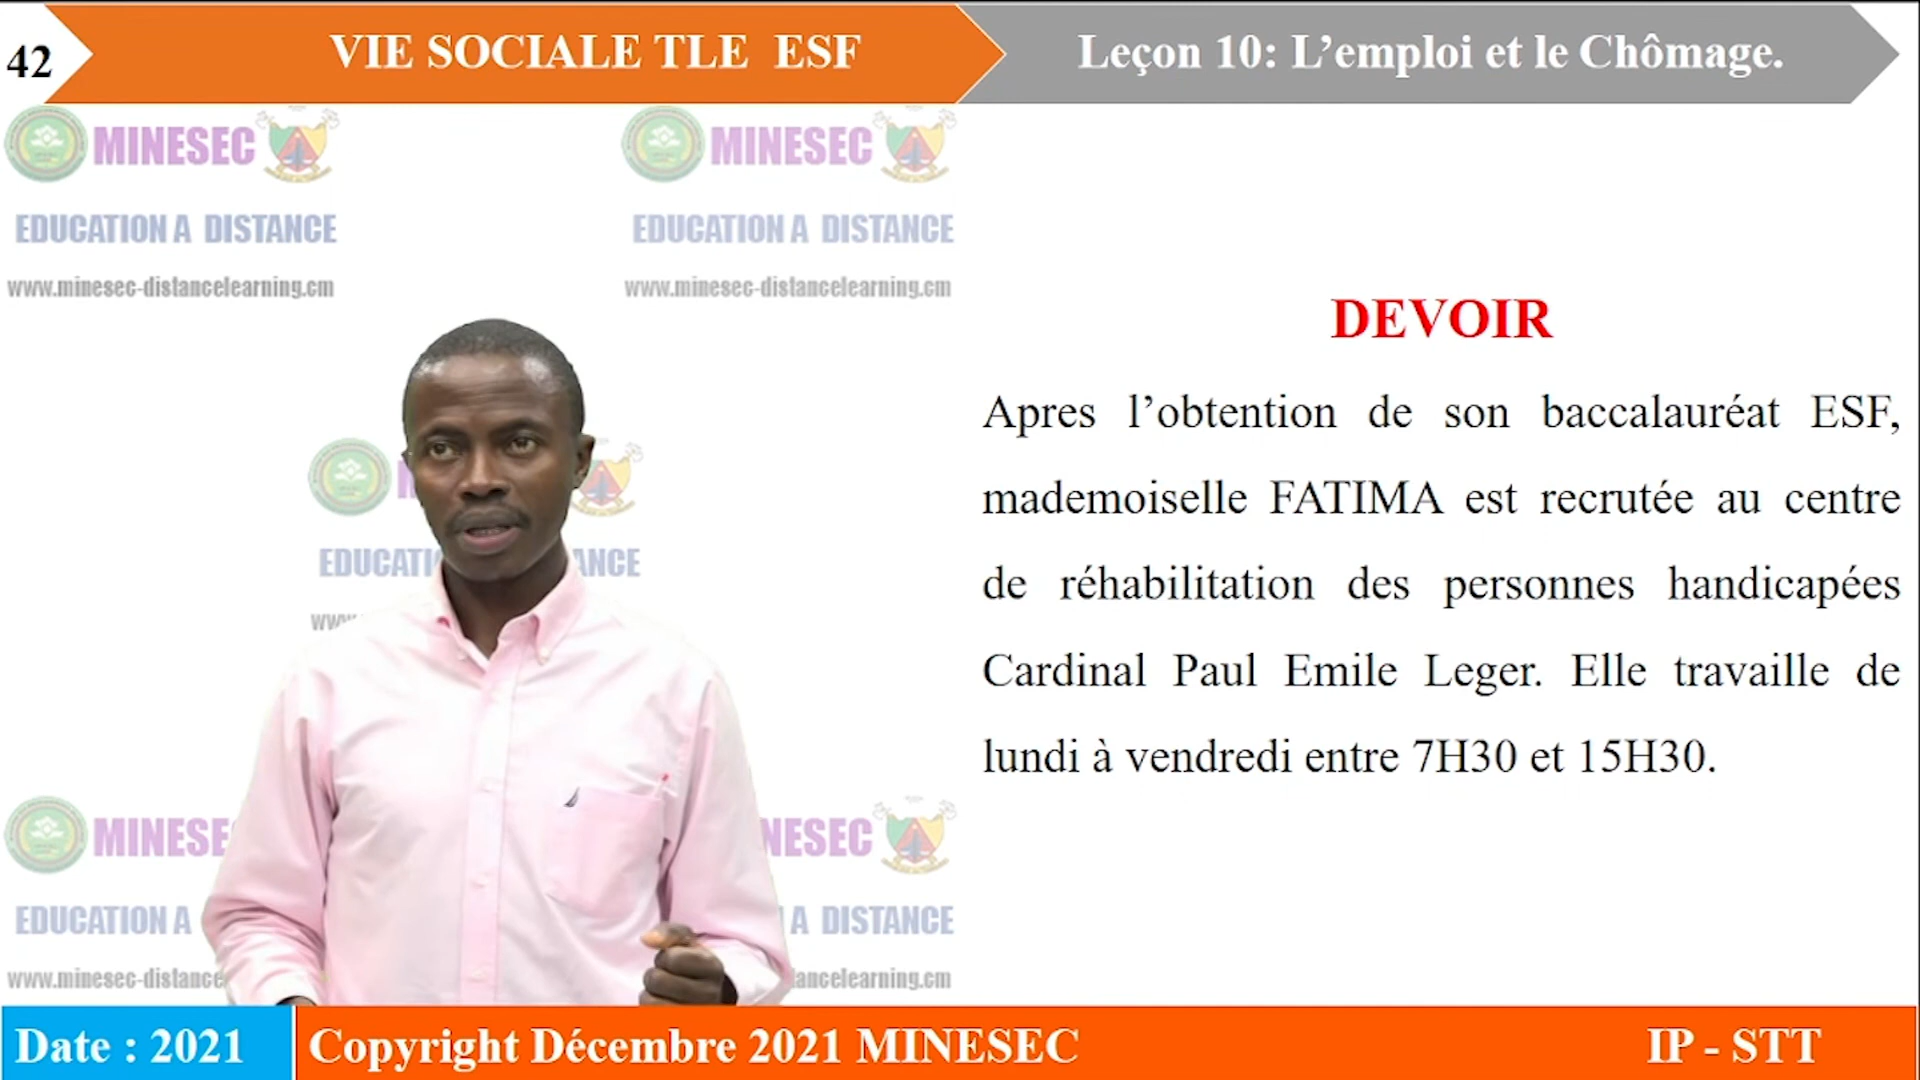 42
VIE SOCIALE TLE ESF
Leçon 10: L’emploi et le Chômage.
MINESEC
EDUCATION A DISTANCE
www.minesec-distancelearning.cm
MINESEC
EDUCATION A DISTANCE
www.minesec-distancelearning.cm
DEVOIR
Apres l’obtention de son baccalauréat ESF,
mademoiselle FATIMA est recrutée au centre
de réhabilitation des personnes handicapées
Cardinal Paul Emile Leger. Elle travaille de
lundi à vendredi entre 7H30 et 15H30.
Date : 2021
Copyright Décembre 2021 MINESEC
IP - STT